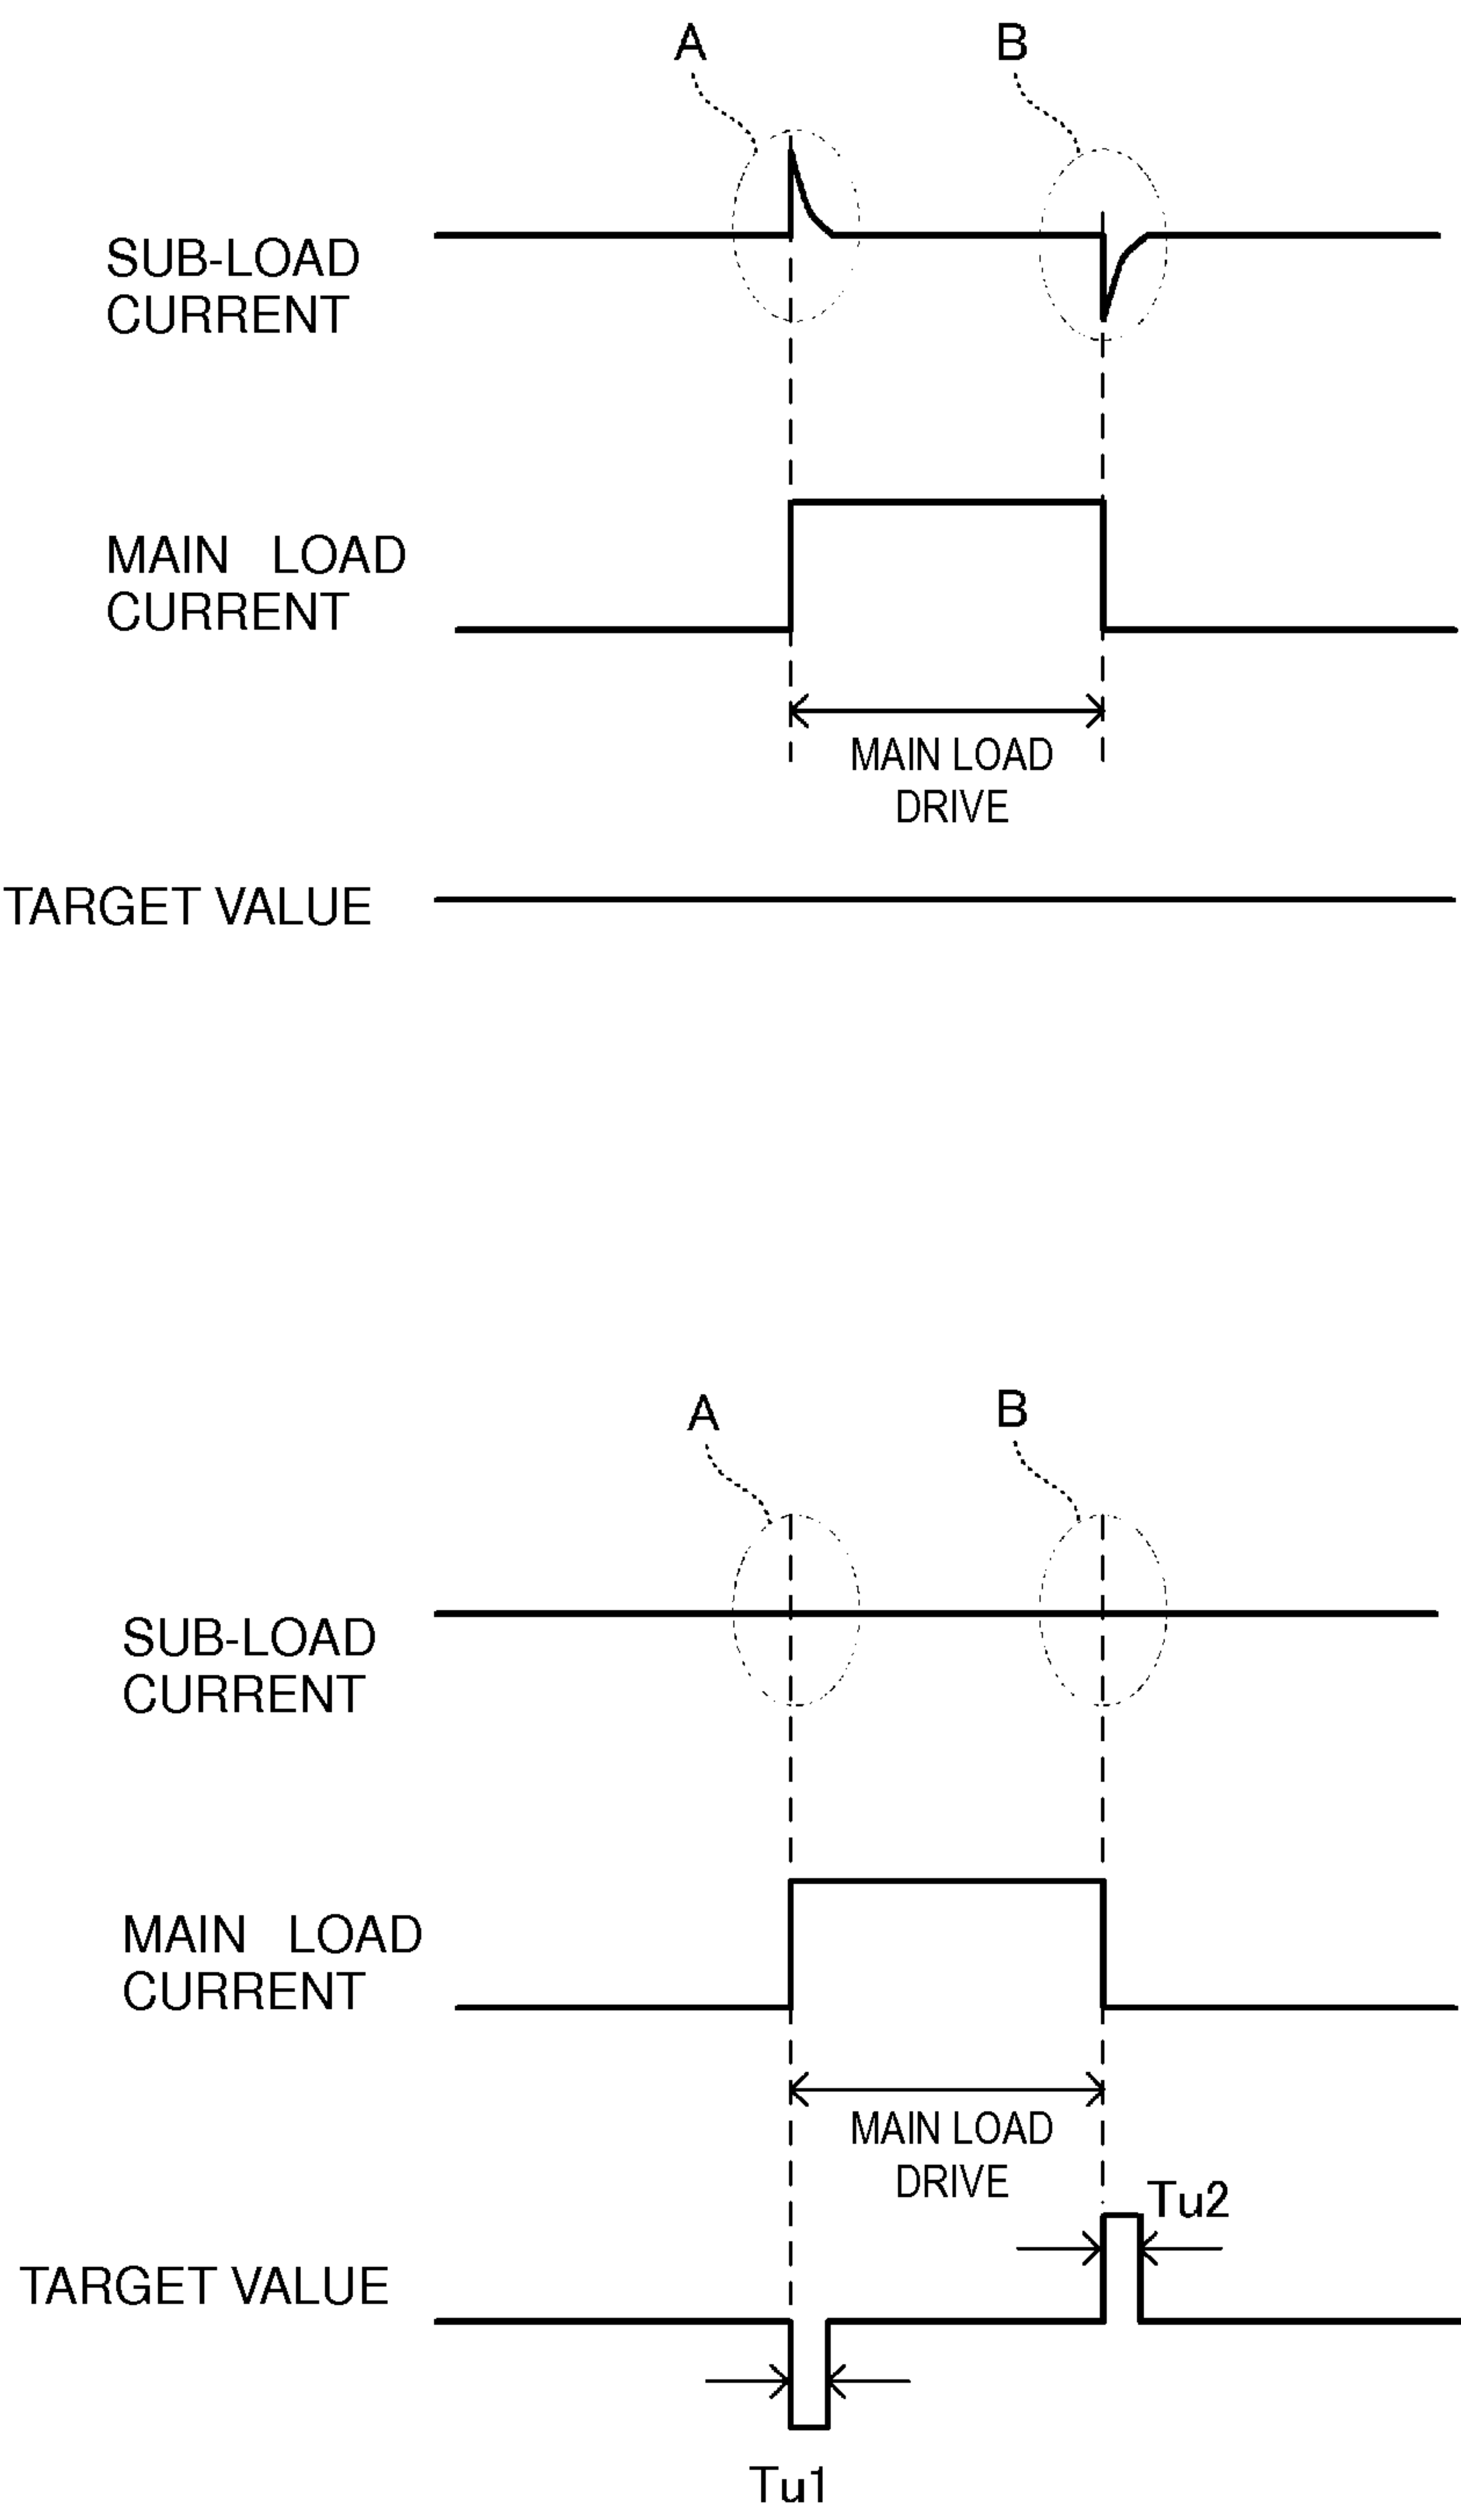 A
B
SUB-LOAD
CURRENT
MAIN LOAD
CURRENT
MAIN LOAD
DRIVE
TARGET VALUE
A
B
SUB-LOAD
CURRENT
MAIN LOAD
CURRENT
MAIN LOAD
DRIVE
Tu2
TARGET VALUE
Tu1